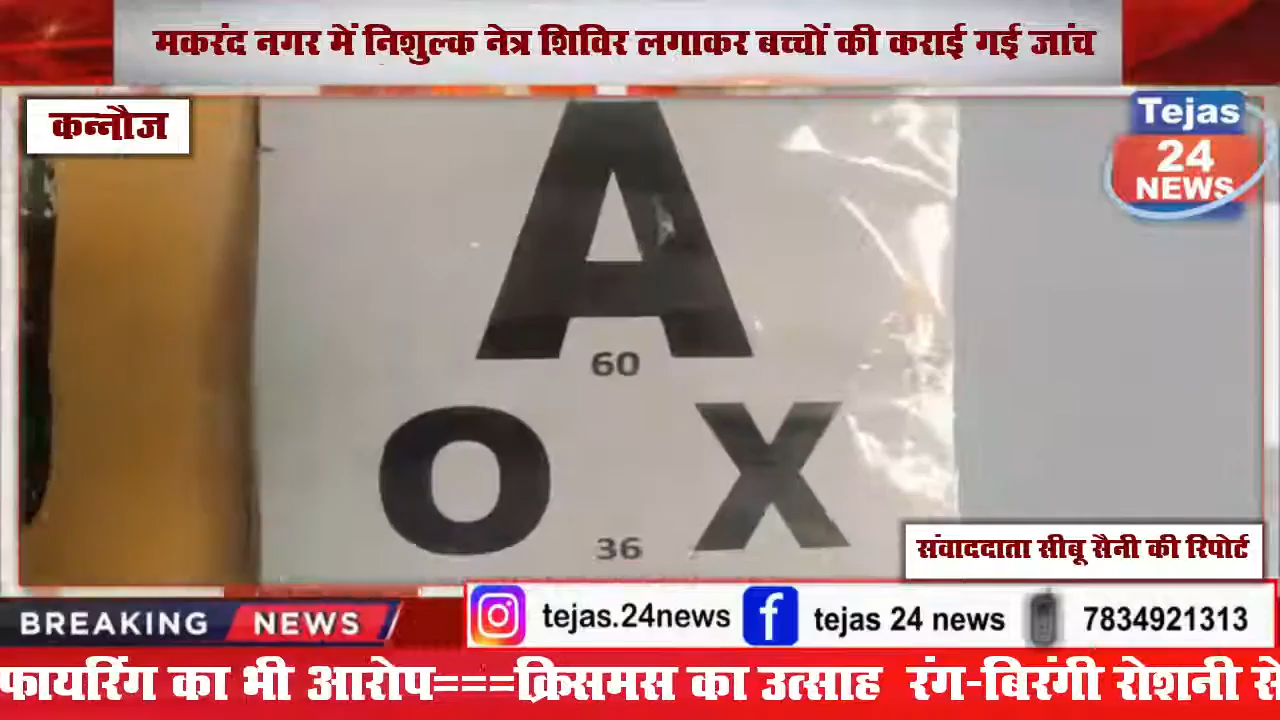 मकरंद नगर में निशुल्क नेत्र शिविर लगाकर बच्चों की कराई गई जांच
कन्नौज
Tejas
24
NEWS
A
60
O X
36
संवाददाता सीबू सैनी की रिपोर्ट
BREAKING NEWS
tejas.24news
tejas 24 news
7834921313
फायरिंग का भी आरोप===क्रिसमस का उत्साह रंग-बिरंगी रोशनी से